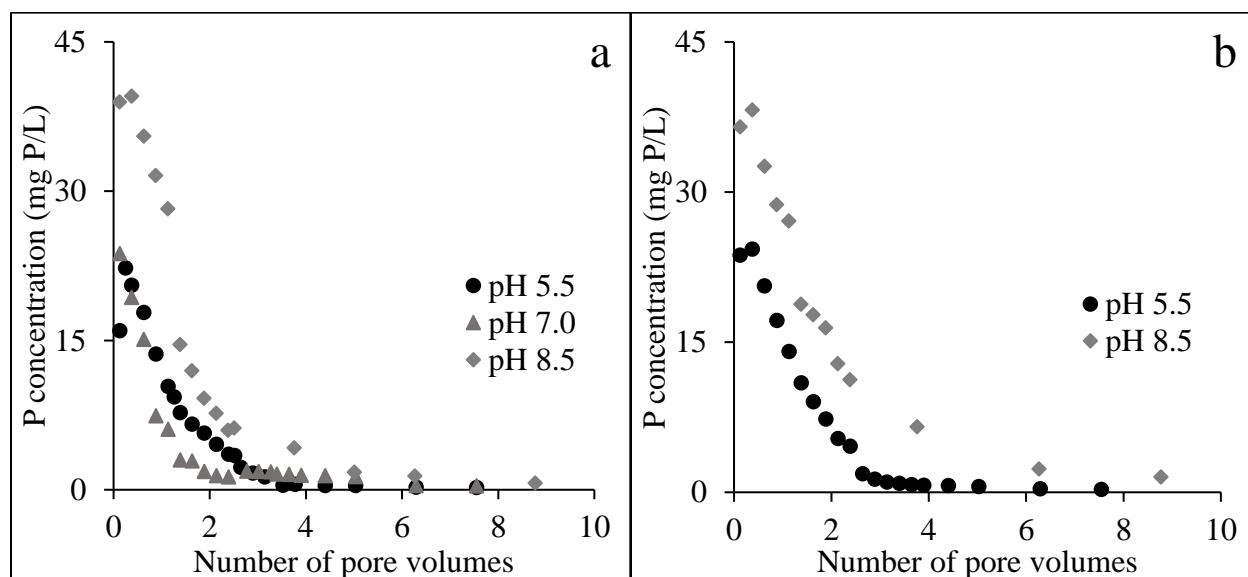 a
P concentration (mg P/L)
45
30
15
0
pH 5.5
pH 7.0
pH 8.5
0 2 4 6 8 10
Number of pore volumes
b
P concentration (mg P/L)
45
30
15
0
pH 5.5
pH 8.5
0 2 4 6 8 10
Number of pore volumes